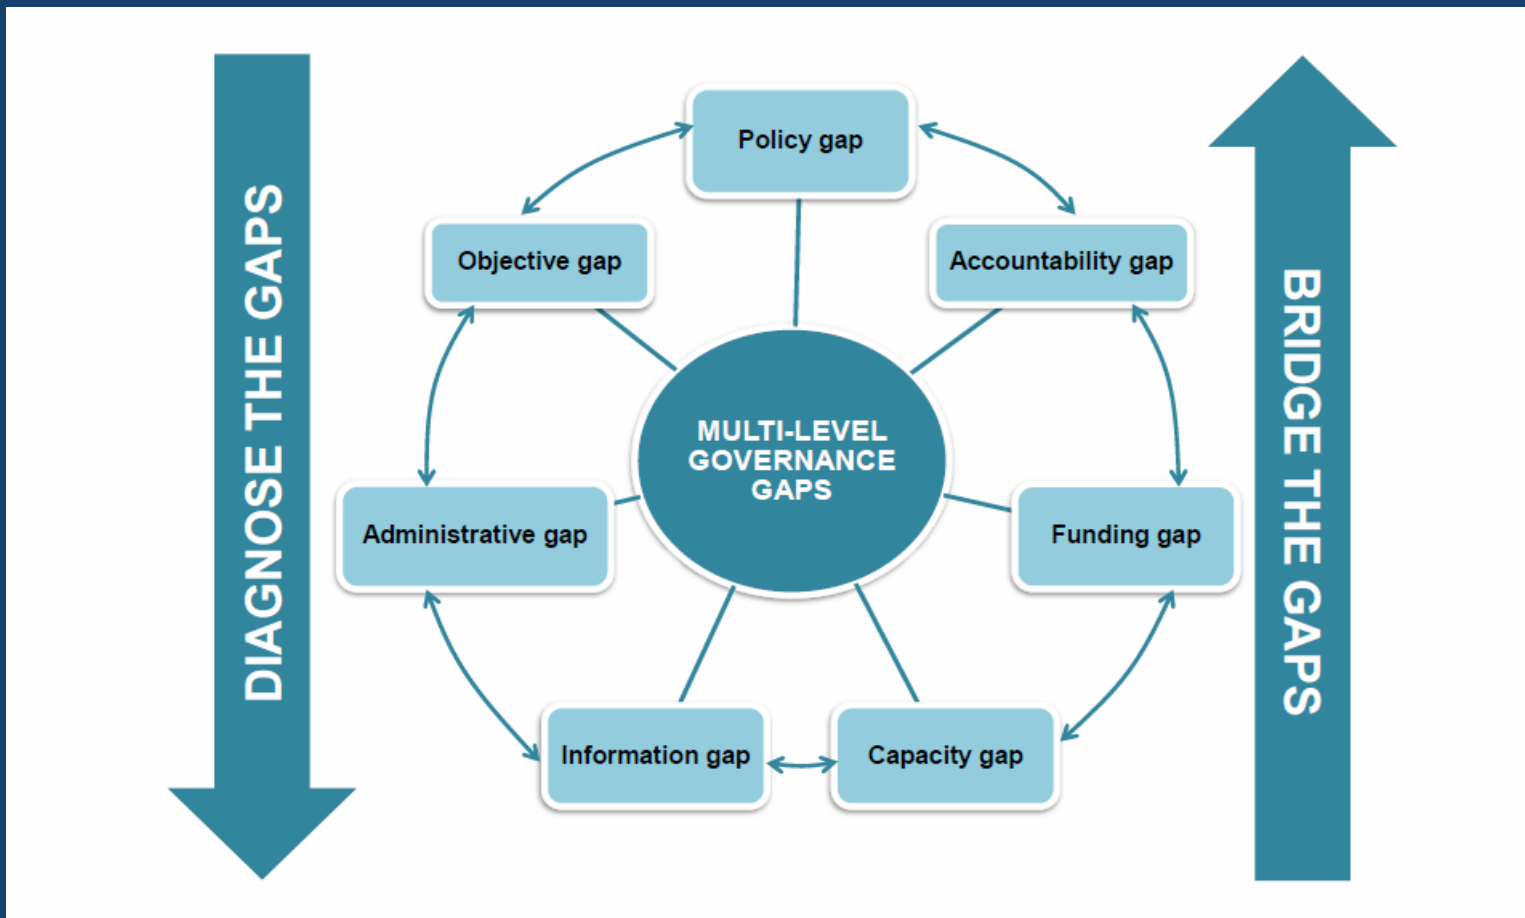 DIAGNOSE THE GAPS
Policy gap
Objective gap
Accountability gap
MULTI-LEVEL
GOVERNANCE
GAPS
Administrative gap
Funding gap
Information gap
Capacity gap
BRIDGE THE GAPS